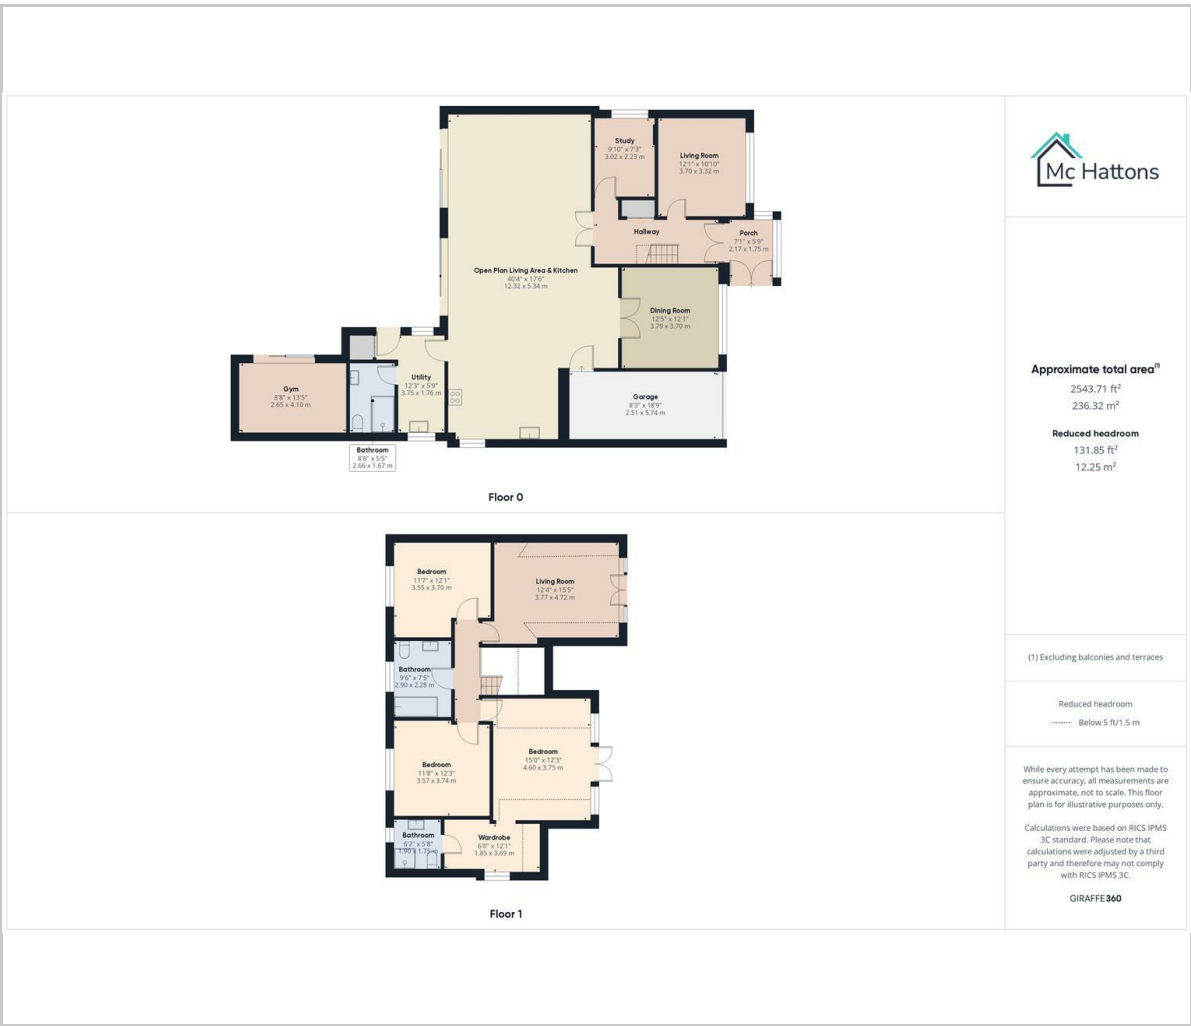 Study
9'10" x 7'3"
3.02 x 2.23 m
Living Room
12'1" x 10'10"
3.70 x 3.32 m
Hallway
Porch
7'1" x 5'9"
2.17 x 1.75 m
Open Plan Living Area & Kitchen
40'4" x 17'6"
12.32 x 5.34 m
Dining Room
12'5" x 12'1"
3.79 x 3.70 m
Utility
12'3" x 5'9"
3.75 x 1.76 m
Gym
8'8" x 13'5"
2.65 x 4.10 m
Garage
8'3" x 18'9"
2.51 x 5.74 m
Bathroom
8'8" x 5'5"
2.66 x 1.67 m
Floor 0
Bedroom
11'7" x 12'1"
3.55 x 3.70 m
Living Room
12'4" x 15'5"
3.77 x 4.72 m
Bathroom
9'6" x 7'5"
2.90 x 2.28 m
Bedroom
15'0" x 12'3"
4.60 x 3.75 m
Bedroom
11'8" x 12'3"
3.57 x 3.74 m
Bathroom
6'2" x 5'8"
1.90 x 1.75 m
Wardrobe
6'0" x 12'1"
1.85 x 3.69 m
Floor 1
Mc Hattons
Approximate total area(1)
2543.71 ft²
236.32 m²
Reduced headroom
131.85 ft²
12.25 m²
(1) Excluding balconies and terraces
Reduced headroom
Below 5 ft/1.5 m
While every attempt has been made to
ensure accuracy, all measurements are
approximate, not to scale. This floor
plan is for illustrative purposes only.
Calculations were based on RICS IPMS
3C standard. Please note that
calculations were adjusted by a third
party and therefore may not comply
with RICS IPMS 3C.
GIRAFFE360